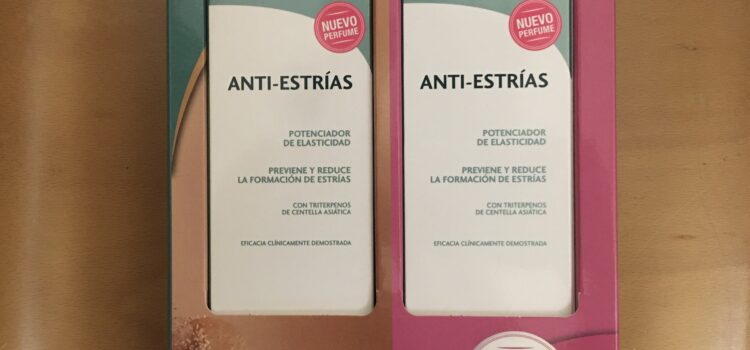 NUEVO
PERFUME
ANTI-ESTRÍAS
POTENCIADOR
DE ELASTICIDAD
PREVIENE Y REDUCE
LA FORMACIÓN DE ESTRÍAS
CON TRITERPENOS
DE CENTELLA ASIÁTICA
EFICACIA CLÍNICAMENTE DEMOSTRADA
NUEVO
PERFUME
ANTI-ESTRÍAS
POTENCIADOR
DE ELASTICIDAD
PREVIENE Y REDUCE
LA FORMACIÓN DE ESTRÍAS
CON TRITERPENOS
DE CENTELLA ASIÁTICA
EFICACIA CLÍNICAMENTE DEMOSTRADA